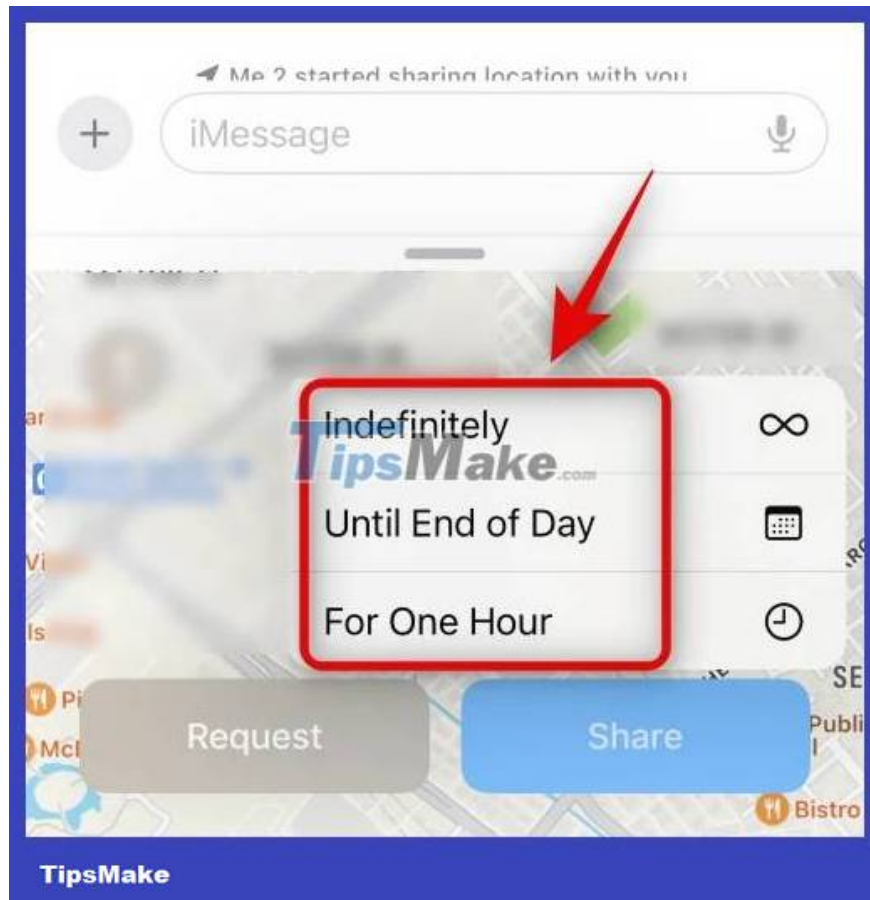 Me 2 started sharing location with you
iMessage
Indefinitely
TipsMake.com
Until End of Day
For One Hour
SE
Request
Share
Publi
Bistro
TipsMake